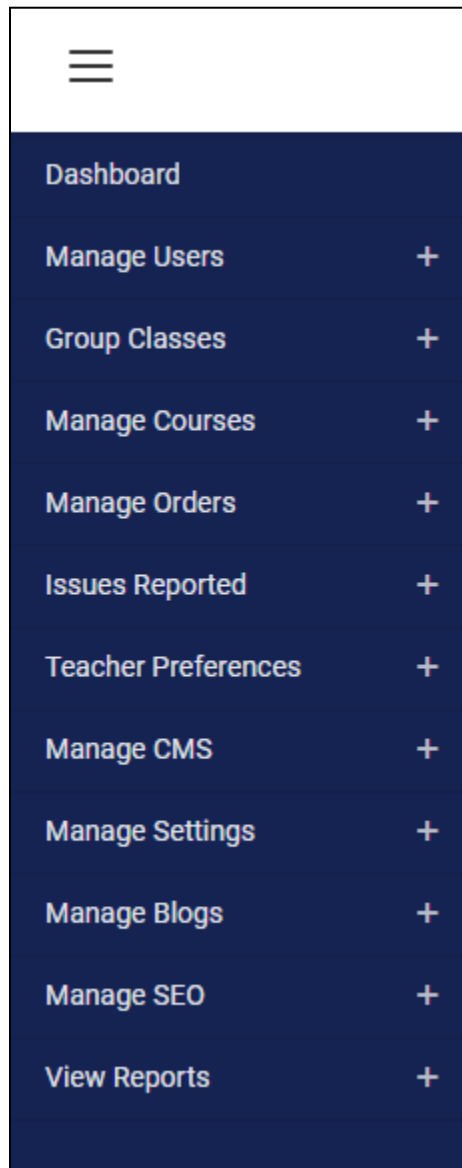 Dashboard
Manage Users +
Group Classes +
Manage Courses +
Manage Orders +
Issues Reported +
Teacher Preferences +
Manage CMS +
Manage Settings +
Manage Blogs +
Manage SEO +
View Reports +